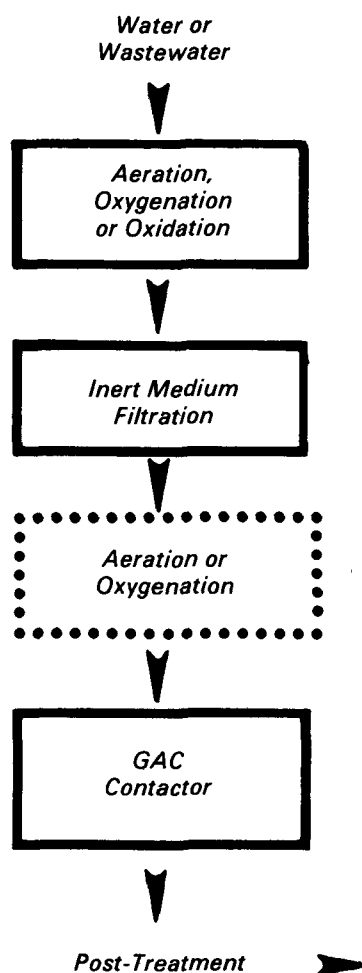 Water or
Wastewater
Aeration,
Oxygenation
or Oxidation
Inert Medium
Filtration
Aeration or
Oxygenation
GAC
Contactor
Post-Treatment